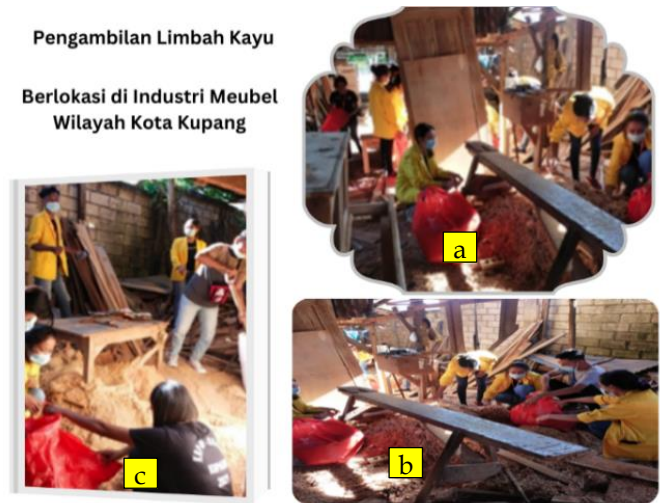 Pengambilan Limbah Kayu
Berlokasi di Industri Meubel
Wilayah Kota Kupang
a
b
c